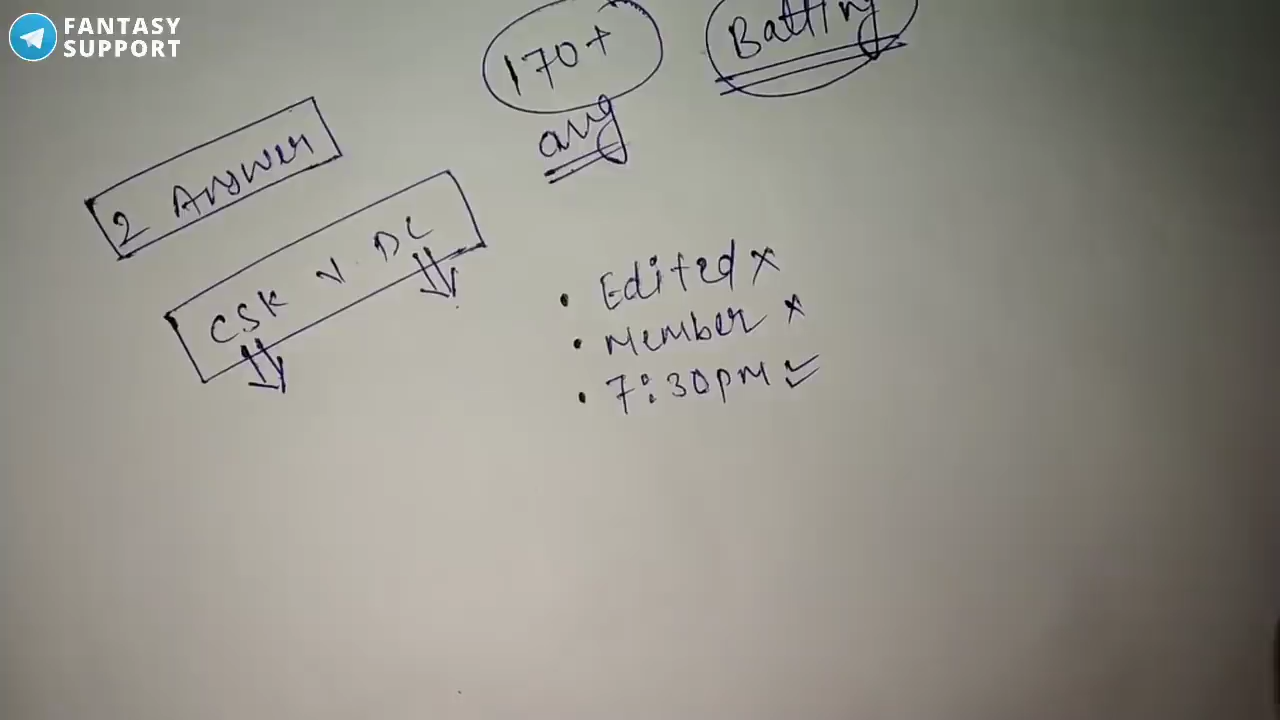 FANTASY
SUPPORT
170+
avg
Batting
2 Answer
CSK V DC
• Edited ×
• Member ×
• 7:30pm ✓